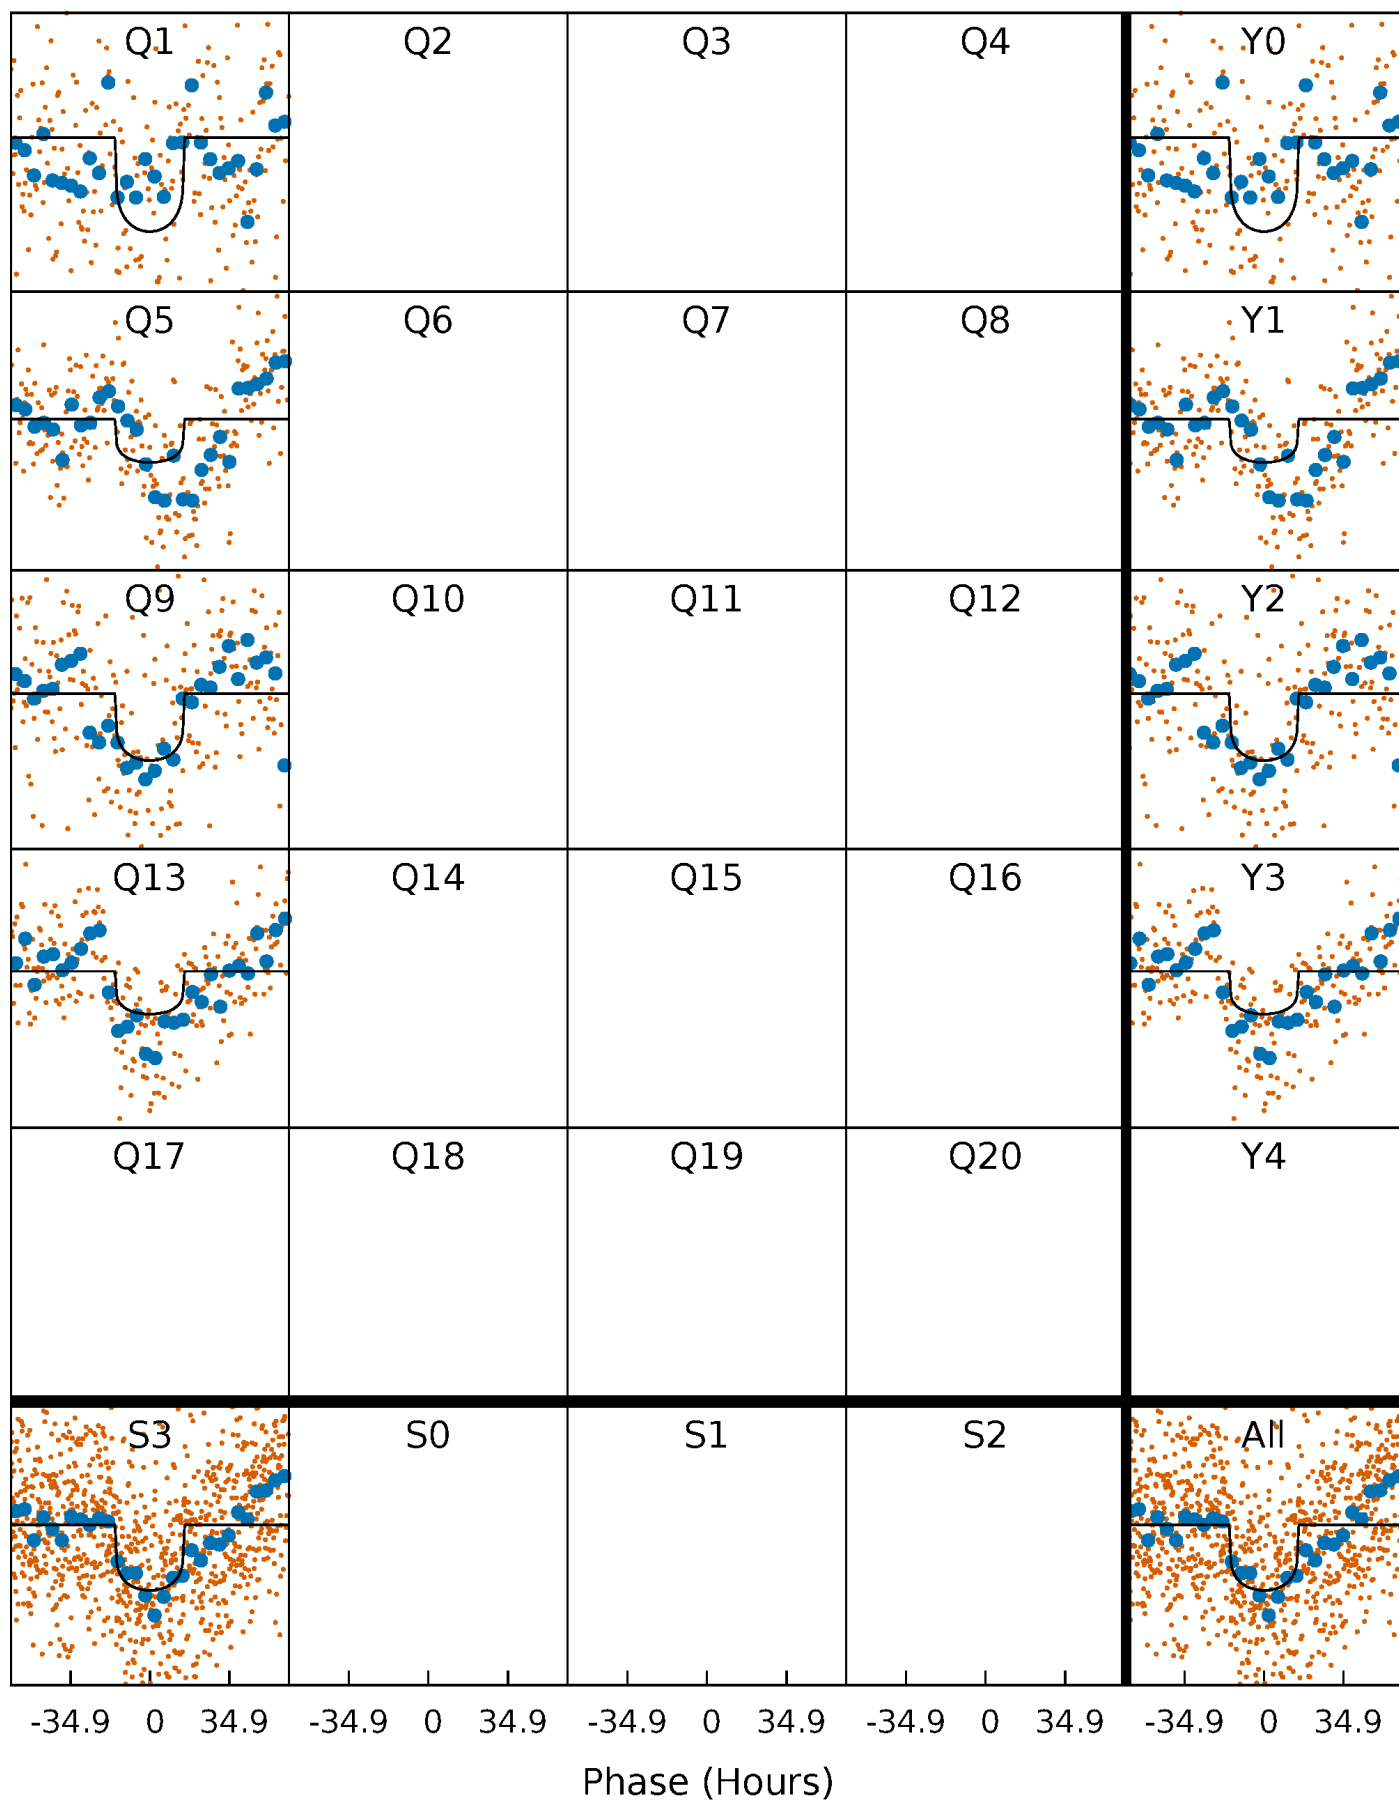 Q1 Q2 Q3 Q4 Y0
Q5 Q6 Q7 Q8 Y1
Q9 Q10 Q11 Q12 Y2
Q13 Q14 Q15 Q16 Y3
Q17 Q18 Q19 Q20 Y4
S3 S0 S1 S2 All
-34.9 0 34.9 -34.9 0 34.9 -34.9 0 34.9 -34.9 0 34.9 -34.9 0 34.9
Phase (Hours)